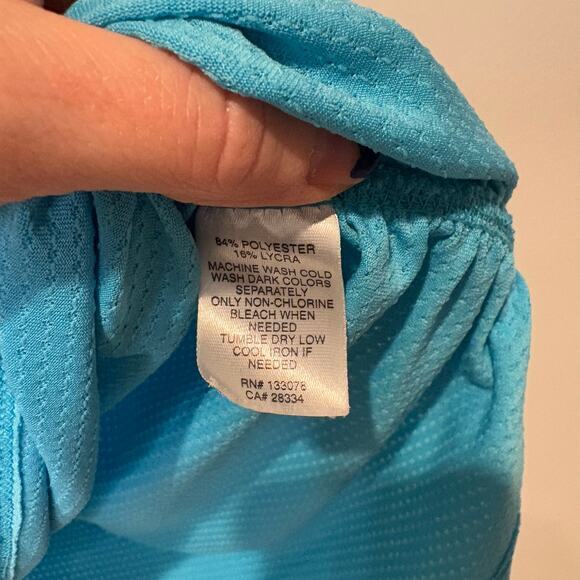 84% POLYESTER
16% LYCRA
MACHINE WASH COLD
WASH DARK COLORS
SEPARATELY
ONLY NON-CHLORINE
BLEACH WHEN
NEEDED
TUMBLE DRY LOW
COOL IRON IF
NEEDED
RN# 133078
CA# 28334